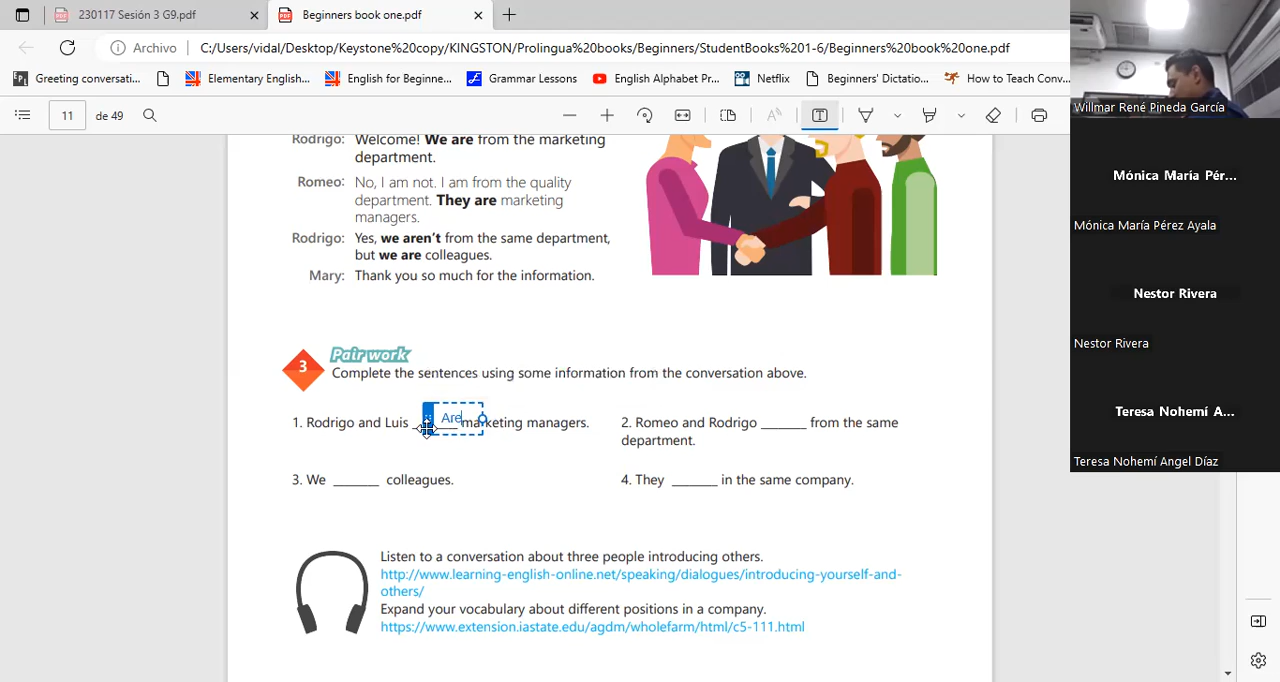 230117 Sesión 3 G9.pdf
Beginners book one.pdf
Archivo
C:/Users/vidal/Desktop/Keystone%20copy/KINGSTON/Prolingua%20books/Beginners/StudentBooks%201-6/Beginners%20book%20one.pdf
Greeting conversati...
Elementary English...
English for Beginne...
Grammar Lessons
English Alphabet Pr...
Netflix
Beginners' Dictatio...
How to Teach Conv...
11 de 49
Rodrigo: Welcome! We are from the marketing
department.
Romeo: No, I am not. I am from the quality
department. They are marketing
managers.
Rodrigo: Yes, we aren't from the same department,
but we are colleagues.
Mary: Thank you so much for the information.
3 Pair work
Complete the sentences using some information from the conversation above.
Are
1. Rodrigo and Luis _______ marketing managers.
2. Romeo and Rodrigo _______ from the same
department.
3. We _______ colleagues.
4. They _______ in the same company.
Listen to a conversation about three people introducing others.
http://www.learning-english-online.net/speaking/dialogues/introducing-yourself-and-
others/
Expand your vocabulary about different positions in a company.
https://www.extension.iastate.edu/agdm/wholefarm/html/c5-111.html
Willmar René Pineda García
Mónica María Pér...
Mónica María Pérez Ayala
Nestor Rivera
Nestor Rivera
Teresa Nohemí A...
Teresa Nohemí Angel Díaz